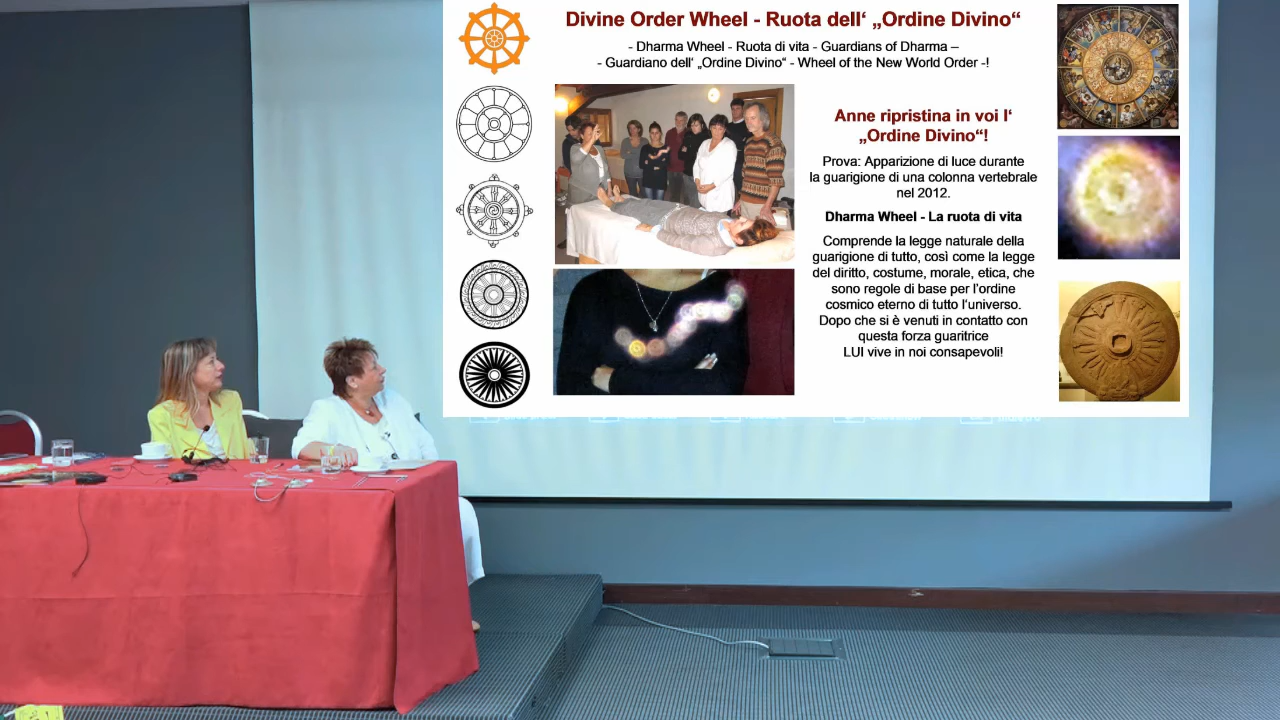 Divine Order Wheel - Ruota dell‘ „Ordine Divino“
- Dharma Wheel - Ruota di vita - Guardians of Dharma –
- Guardiano dell‘ „Ordine Divino“ - Wheel of the New World Order -!
Anne ripristina in voi l‘
„Ordine Divino“!
Prova: Apparizione di luce durante
la guarigione di una colonna vertebrale
nel 2012.
Dharma Wheel - La ruota di vita
Comprende la legge naturale della
guarigione di tutto, così come la legge
del diritto, costume, morale, etica, che
sono regole di base per l’ordine
cosmico eterno di tutto l‘universo.
Dopo che si è venuti in contatto con
questa forza guaritrice
LUI vive in noi consapevoli!